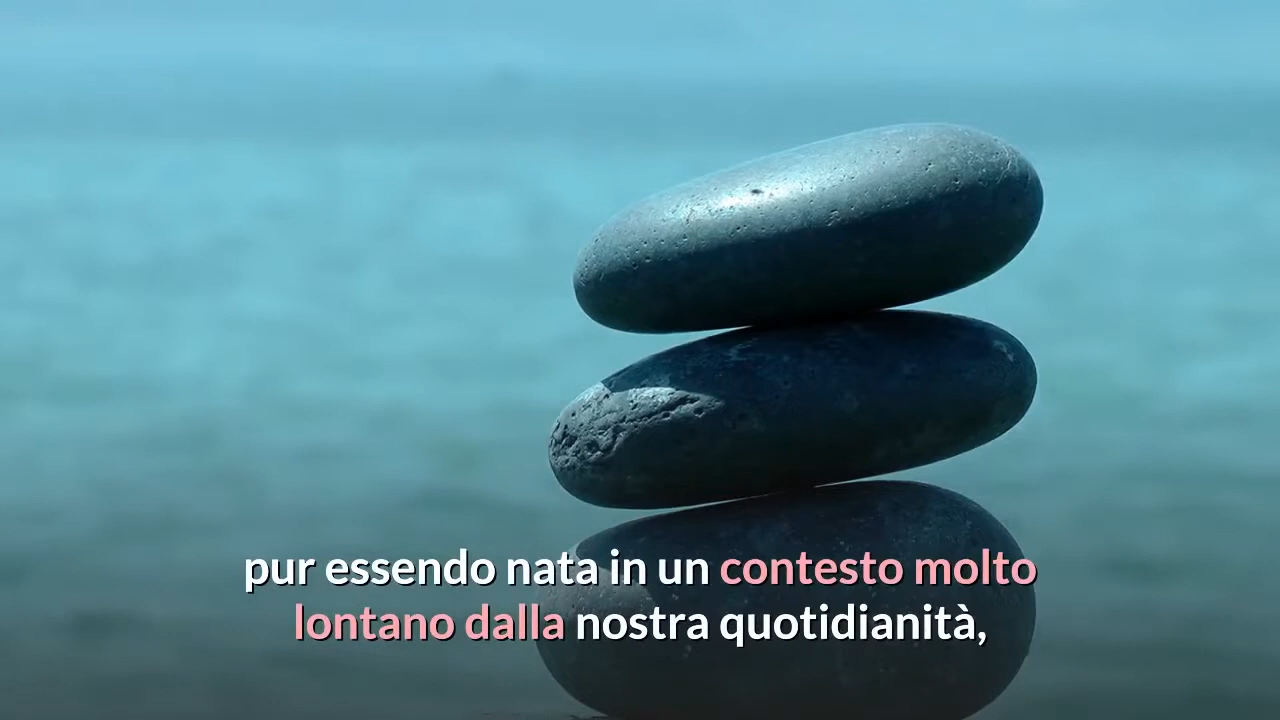 pur essendo nata in un contesto molto
lontano dalla nostra quotidianità,